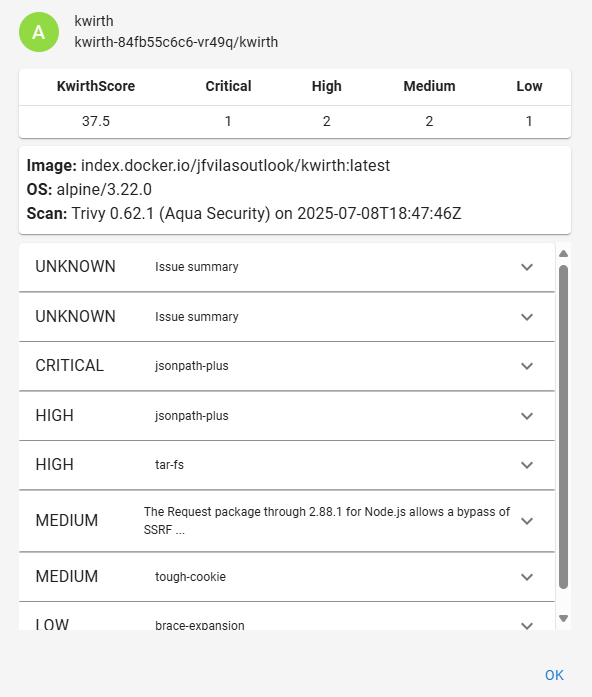 A
kwirth
kwirth-84fb55c6c6-vr49q/kwirth
KwirthScore Critical High Medium Low
37.5 1 2 2 1
Image: index.docker.io/jfvilasoutlook/kwirth:latest
OS: alpine/3.22.0
Scan: Trivy 0.62.1 (Aqua Security) on 2025-07-08T18:47:46Z
UNKNOWN Issue summary
UNKNOWN Issue summary
CRITICAL jsonpath-plus
HIGH jsonpath-plus
HIGH tar-fs
MEDIUM The Request package through 2.88.1 for Node.js allows a bypass of
SSRF ...
MEDIUM tough-cookie
LOW brace-expansion
OK